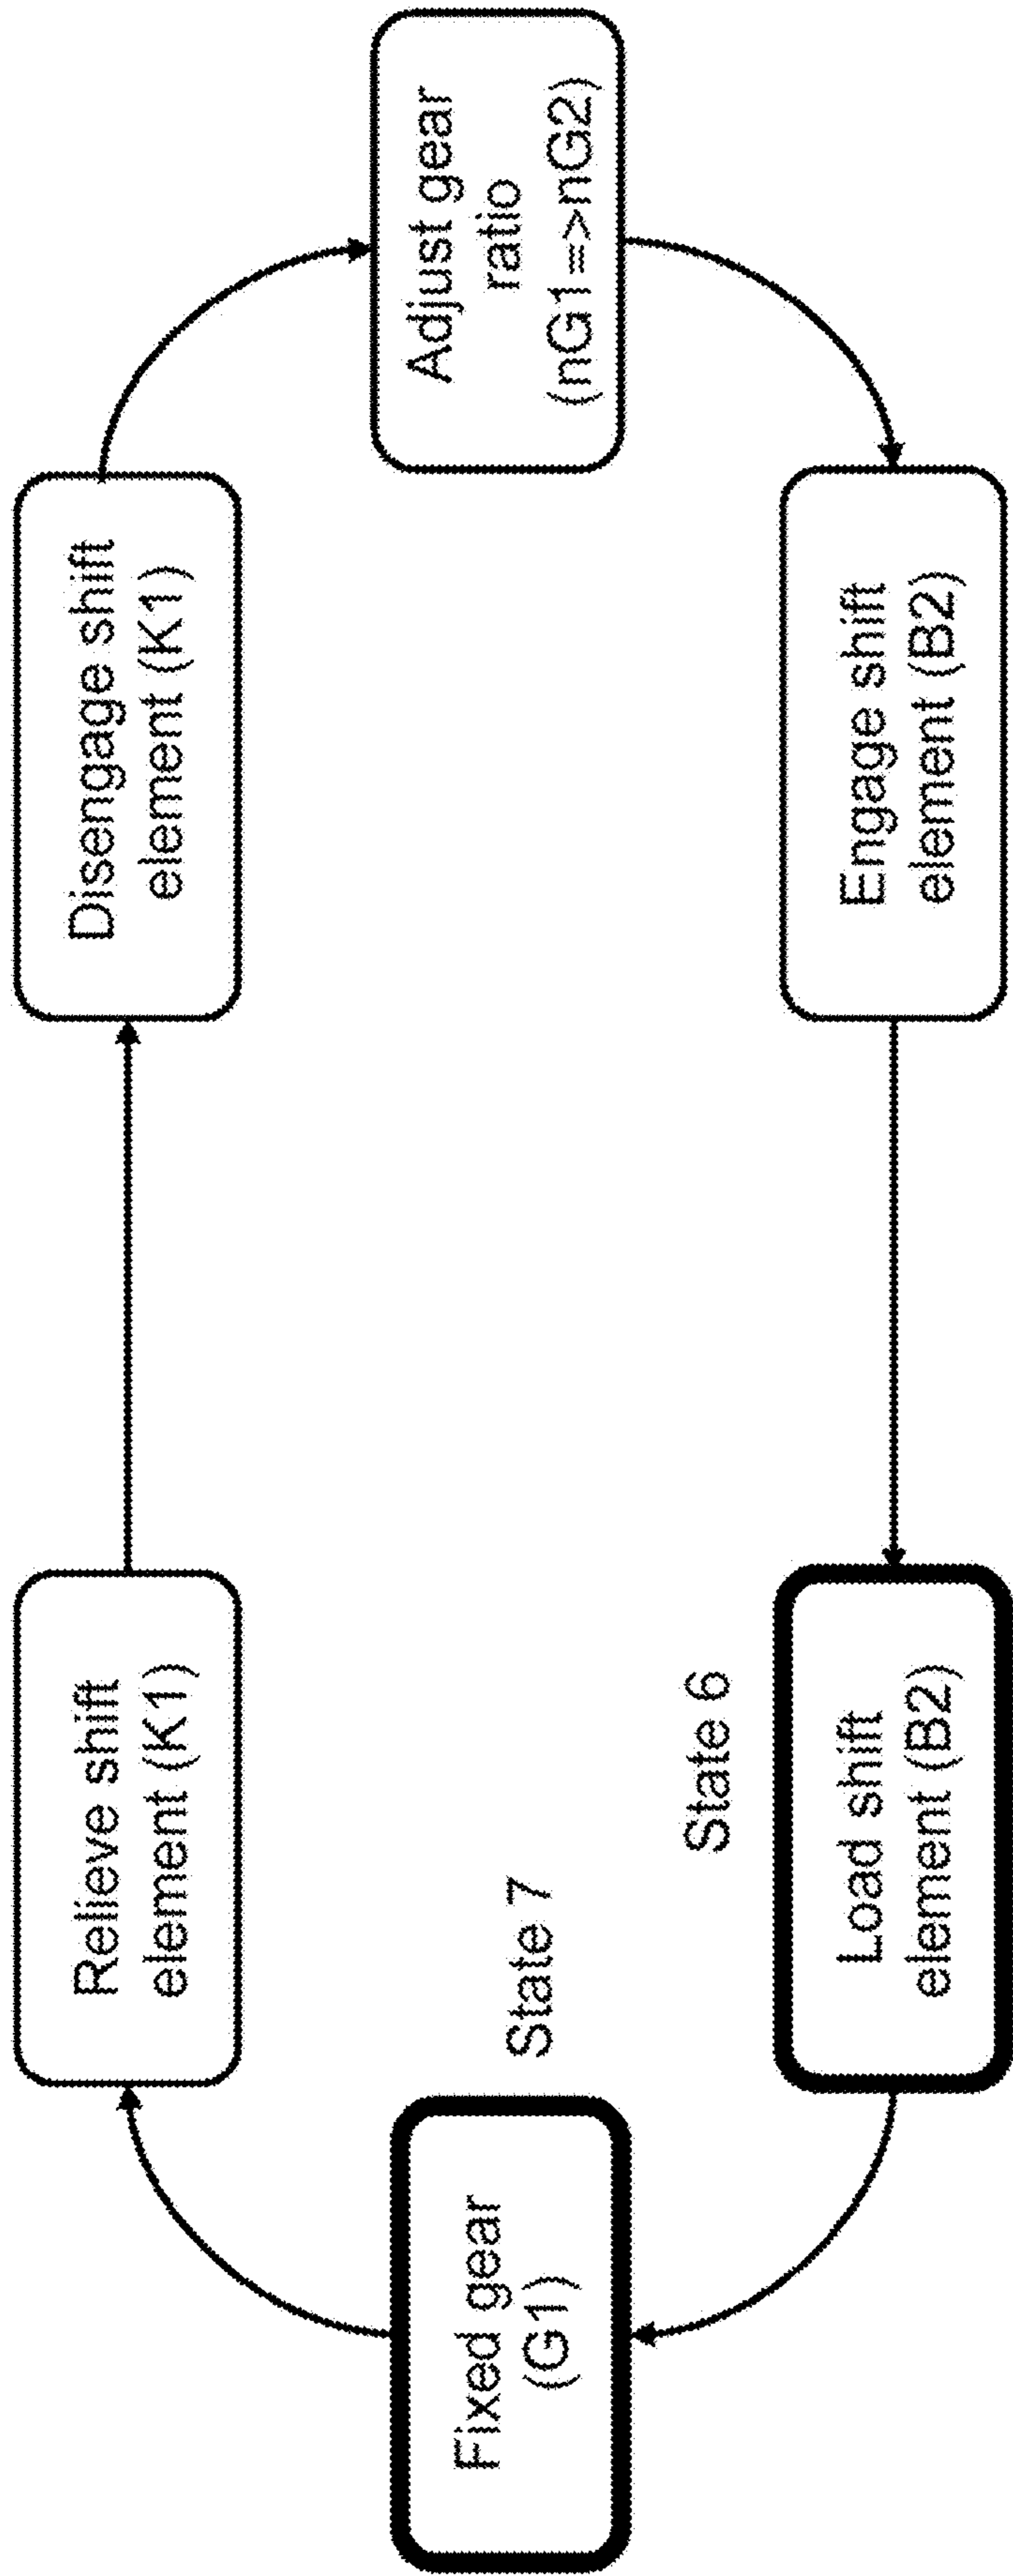 Relieve shift
element (K1)
Disengage shift
element (K1)
Fixed gear
(G1)
State 7
Adjust gear
ratio
(nG1=>nG2)
State 6
Load shift
element (B2)
Engage shift
element (B2)